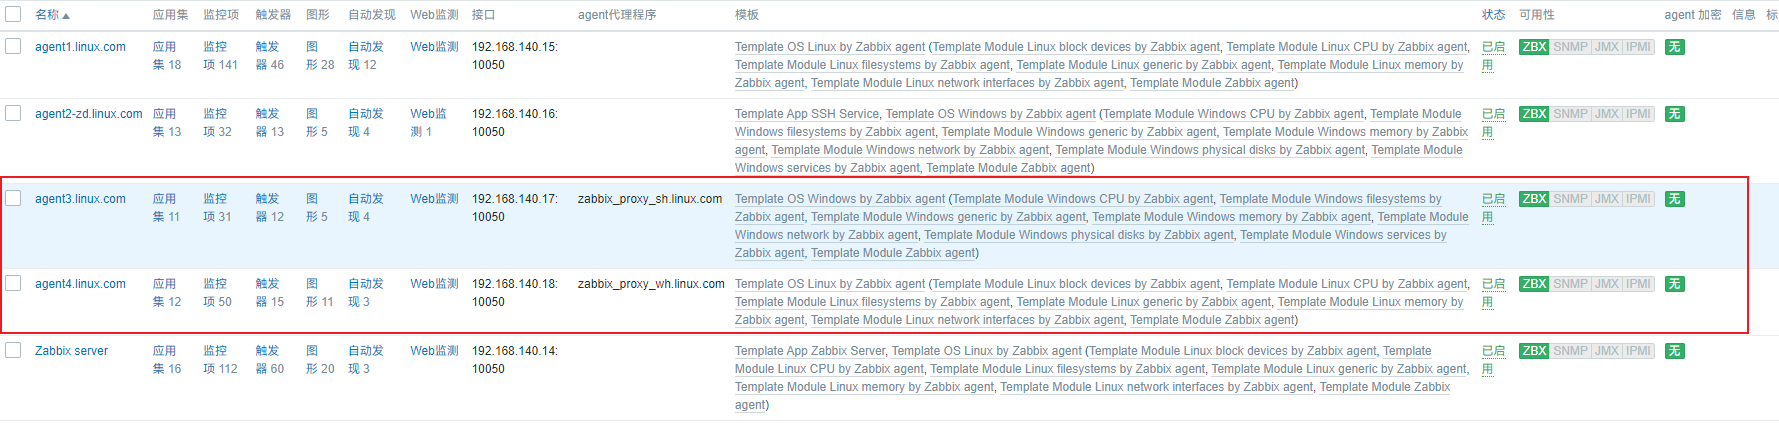 名称▲ 应用集 监控项 触发器 图形 自动发现 Web监测 接口 agent代理程序 模板 状态 可用性 agent 加密 信息 标
agent1.linux.com 应用 监控 触发 图 自动发 Web监测 192.168.140.15: Template OS Linux by Zabbix agent (Template Module Linux block devices by Zabbix agent, Template Module Linux CPU by Zabbix agent, 已启 ZBX SNMP JMX IPMI 无
集 18 项 141 器 46 形 28 现 12 10050 Template Module Linux filesystems by Zabbix agent, Template Module Linux generic by Zabbix agent, Template Module Linux memory by 用
Zabbix agent, Template Module Linux network interfaces by Zabbix agent, Template Module Zabbix agent)
agent2-zd.linux.com 应用 监控 触发 图 自动发 Web监 192.168.140.16: Template App SSH Service, Template OS Windows by Zabbix agent (Template Module Windows CPU by Zabbix agent, Template Module 已启 ZBX SNMP JMX IPMI 无
集 13 项 32 器 13 形 5 现 4 测 1 10050 Windows filesystems by Zabbix agent, Template Module Windows generic by Zabbix agent, Template Module Windows memory by Zabbix 用
agent, Template Module Windows network by Zabbix agent, Template Module Windows physical disks by Zabbix agent, Template Module
Windows services by Zabbix agent, Template Module Zabbix agent)
agent3.linux.com 应用 监控 触发 图 自动发 Web监测 192.168.140.17: zabbix_proxy_sh.linux.com Template OS Windows by Zabbix agent (Template Module Windows CPU by Zabbix agent, Template Module Windows filesystems by 已启 ZBX SNMP JMX IPMI 无
集 11 项 31 器 12 形 5 现 4 10050 Zabbix agent, Template Module Windows generic by Zabbix agent, Template Module Windows memory by Zabbix agent, Template Module 用
Windows network by Zabbix agent, Template Module Windows physical disks by Zabbix agent, Template Module Windows services by
Zabbix agent, Template Module Zabbix agent)
agent4.linux.com 应用 监控 触发 图 自动发 Web监测 192.168.140.18: zabbix_proxy_wh.linux.com Template OS Linux by Zabbix agent (Template Module Linux block devices by Zabbix agent, Template Module Linux CPU by Zabbix agent, 已启 ZBX SNMP JMX IPMI 无
集 12 项 50 器 15 形 11 现 3 10050 Template Module Linux filesystems by Zabbix agent, Template Module Linux generic by Zabbix agent, Template Module Linux memory by 用
Zabbix agent, Template Module Linux network interfaces by Zabbix agent, Template Module Zabbix agent)
Zabbix server 应用 监控 触发 图 自动发 Web监测 192.168.140.14: Template App Zabbix Server, Template OS Linux by Zabbix agent (Template Module Linux block devices by Zabbix agent, Template 已启 ZBX SNMP JMX IPMI 无
集 16 项 112 器 60 形 20 现 3 10050 Module Linux CPU by Zabbix agent, Template Module Linux filesystems by Zabbix agent, Template Module Linux generic by Zabbix agent, 用
Template Module Linux memory by Zabbix agent, Template Module Linux network interfaces by Zabbix agent, Template Module Zabbix
agent)